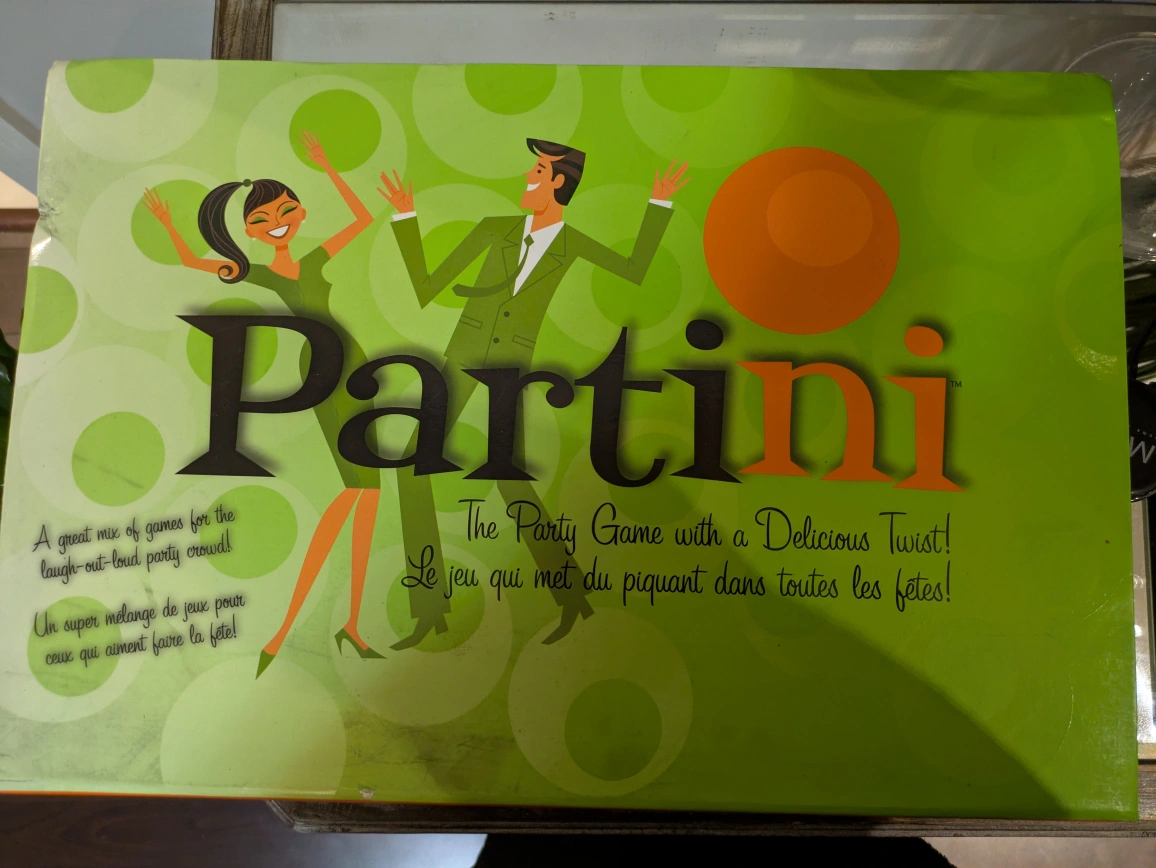 Partini™
The Party Game with a Delicious Twist!
Le jeu qui met du piquant dans toutes les fêtes!
A great mix of games for the
laugh-out-loud party crowd!
Un super mélange de jeux pour
ceux qui aiment faire la fête!